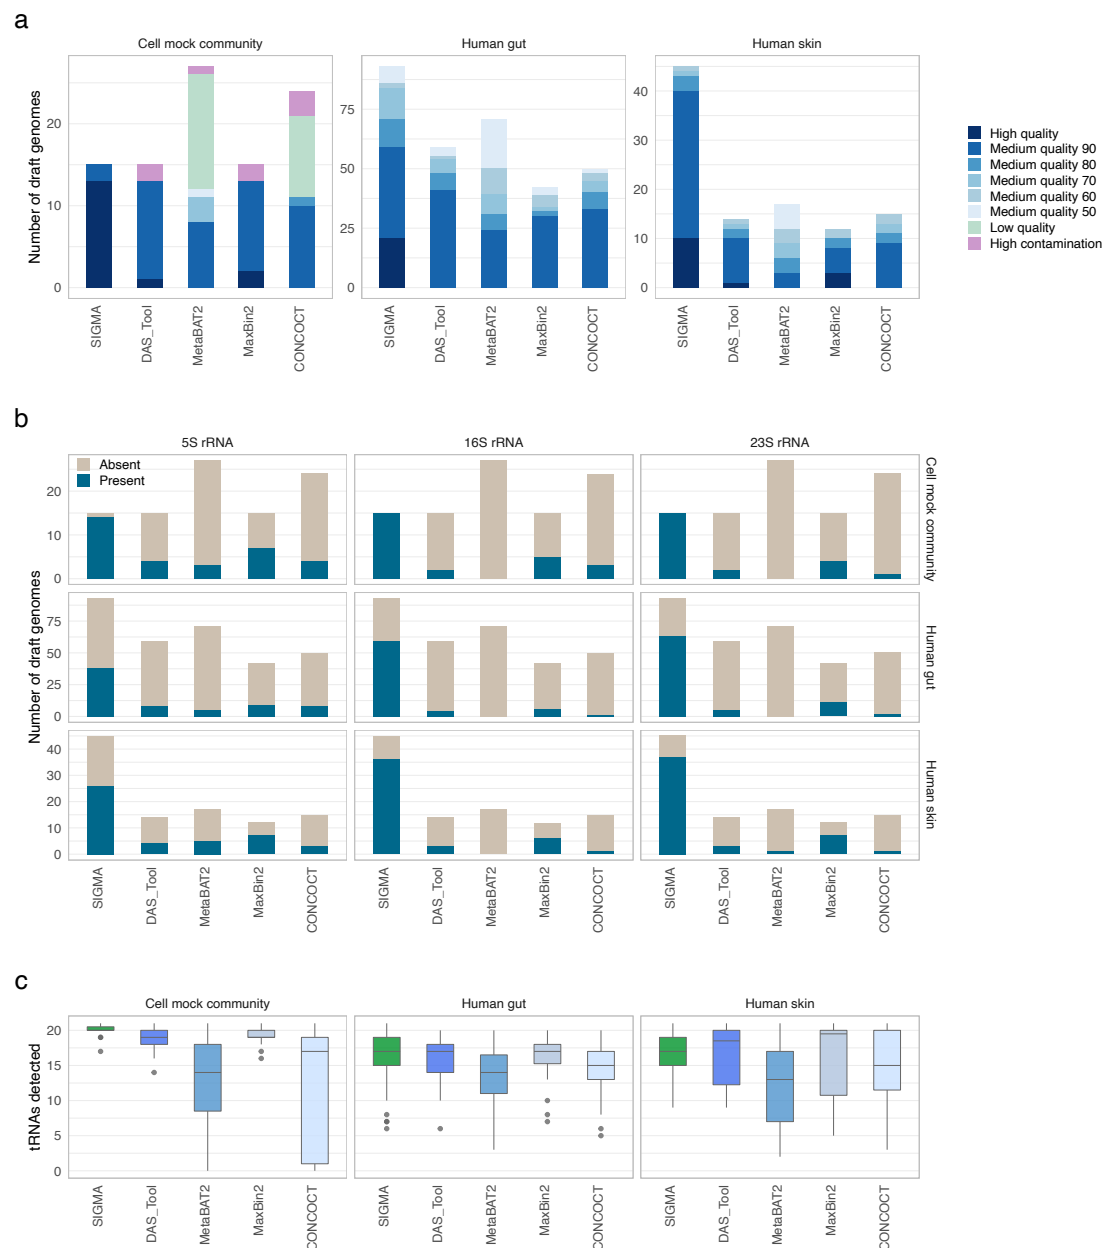 a
Cell mock community
Human gut
Human skin
Number of draft genomes
20
10
0
75
50
25
0
40
30
20
10
0
SIGMA
DAS_Tool
MetaBAT2
MaxBin2
CONCOCT
SIGMA
DAS_Tool
MetaBAT2
MaxBin2
CONCOCT
SIGMA
DAS_Tool
MetaBAT2
MaxBin2
CONCOCT
High quality
Medium quality 90
Medium quality 80
Medium quality 70
Medium quality 60
Medium quality 50
Low quality
High contamination
b
5S rRNA
16S rRNA
23S rRNA
Absent
Present
Number of draft genomes
20
10
0
Cell mock
community
75
50
25
0
Human gut
40
30
20
10
0
Human skin
SIGMA
DAS_Tool
MetaBAT2
MaxBin2
CONCOCT
SIGMA
DAS_Tool
MetaBAT2
MaxBin2
CONCOCT
SIGMA
DAS_Tool
MetaBAT2
MaxBin2
CONCOCT
c
Cell mock community
Human gut
Human skin
tRNAs detected
20
15
10
5
0
SIGMA
DAS_Tool
MetaBAT2
MaxBin2
CONCOCT
SIGMA
DAS_Tool
MetaBAT2
MaxBin2
CONCOCT
SIGMA
DAS_Tool
MetaBAT2
MaxBin2
CONCOCT